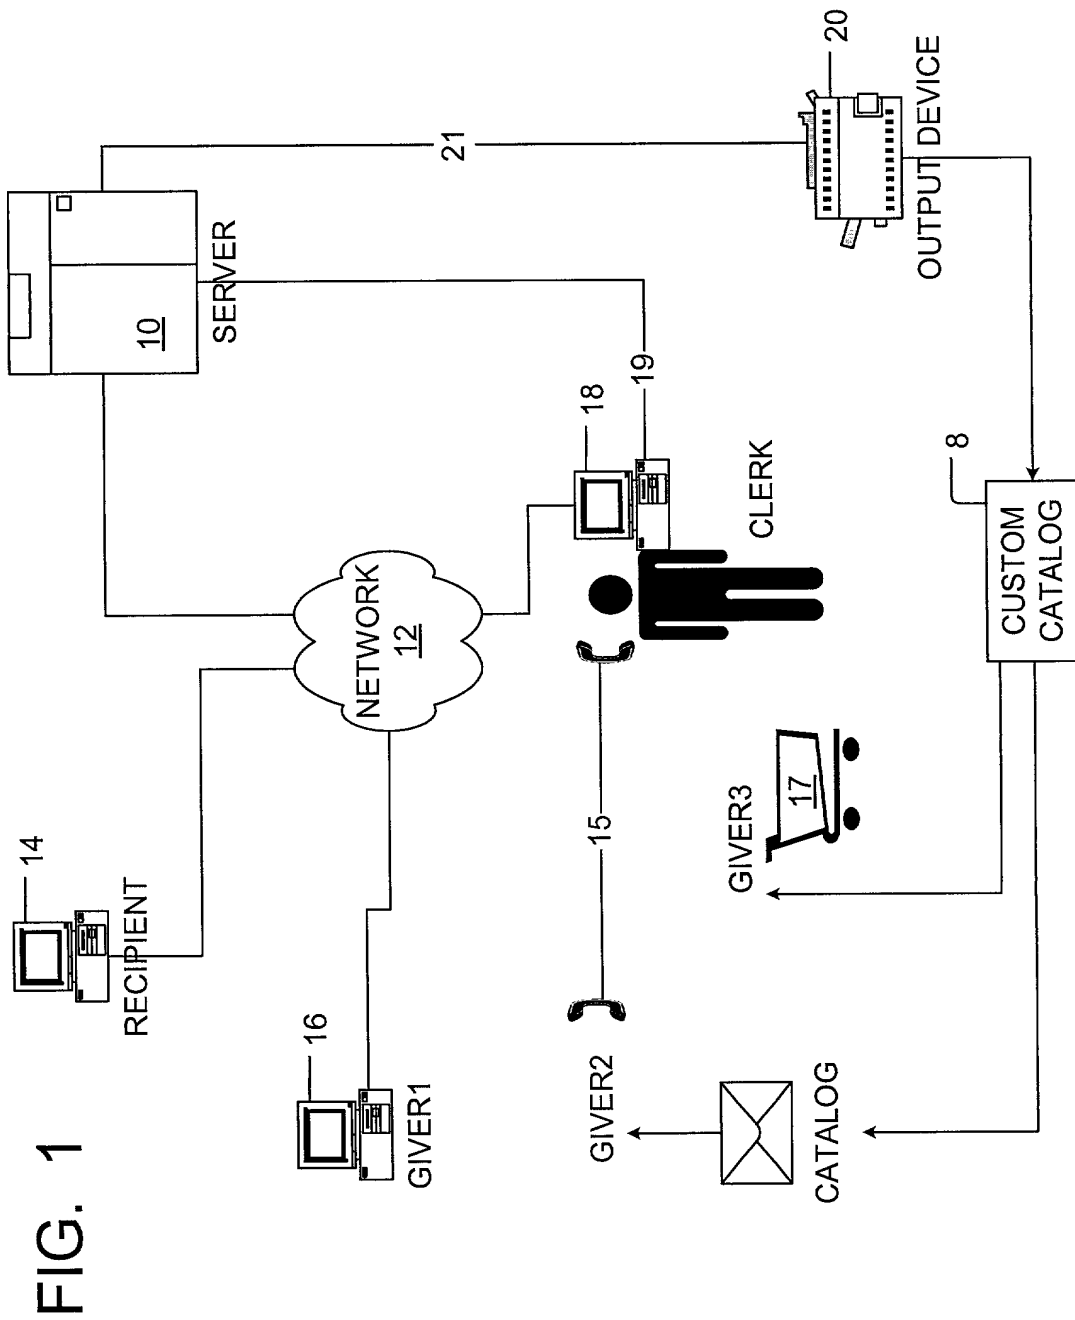 FIG. 1
14
RECIPIENT
16
GIVER1
NETWORK
12
10
SERVER
21
20
OUTPUT DEVICE
18
19
CLERK
15
GIVER2
CATALOG
GIVER3
17
8
CUSTOM
CATALOG